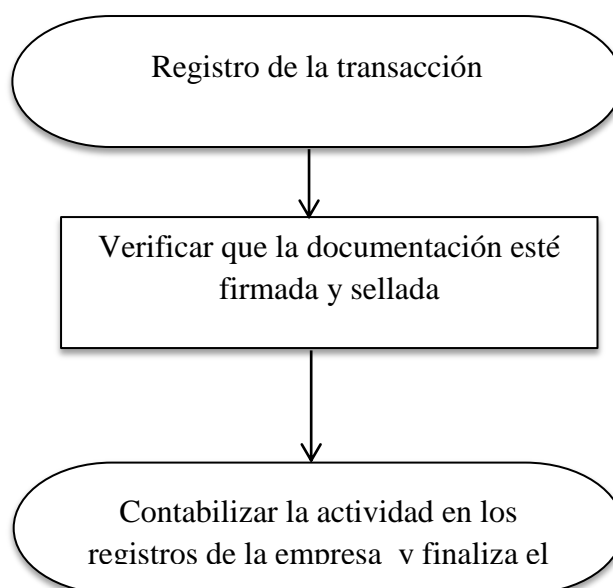 Registro de la transacción
Verificar que la documentación esté
firmada y sellada
Contabilizar la actividad en los
registros de la empresa y finaliza el